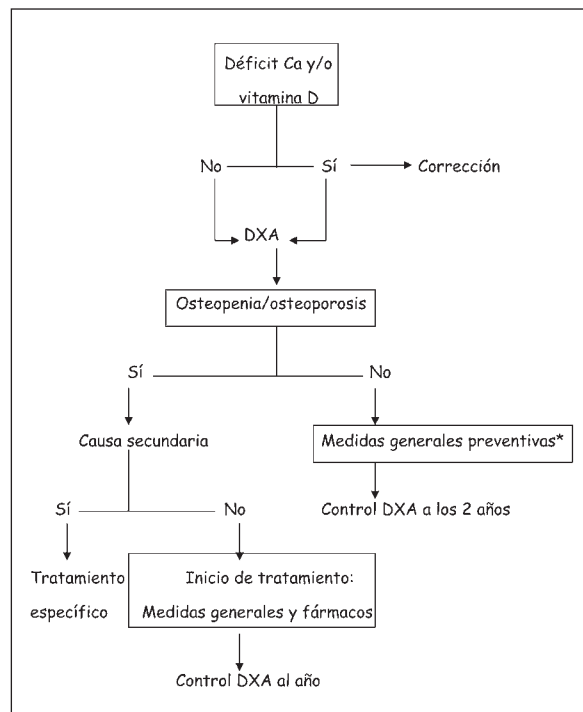 Déficit Ca y/o
vitamina D
No
Sí
Corrección
DXA
Osteopenia/osteoporosis
Sí
No
Causa secundaria
Medidas generales preventivas*
Sí
No
Control DXA a los 2 años
Tratamiento
específico
Inicio de tratamiento:
Medidas generales y fármacos
Control DXA al año